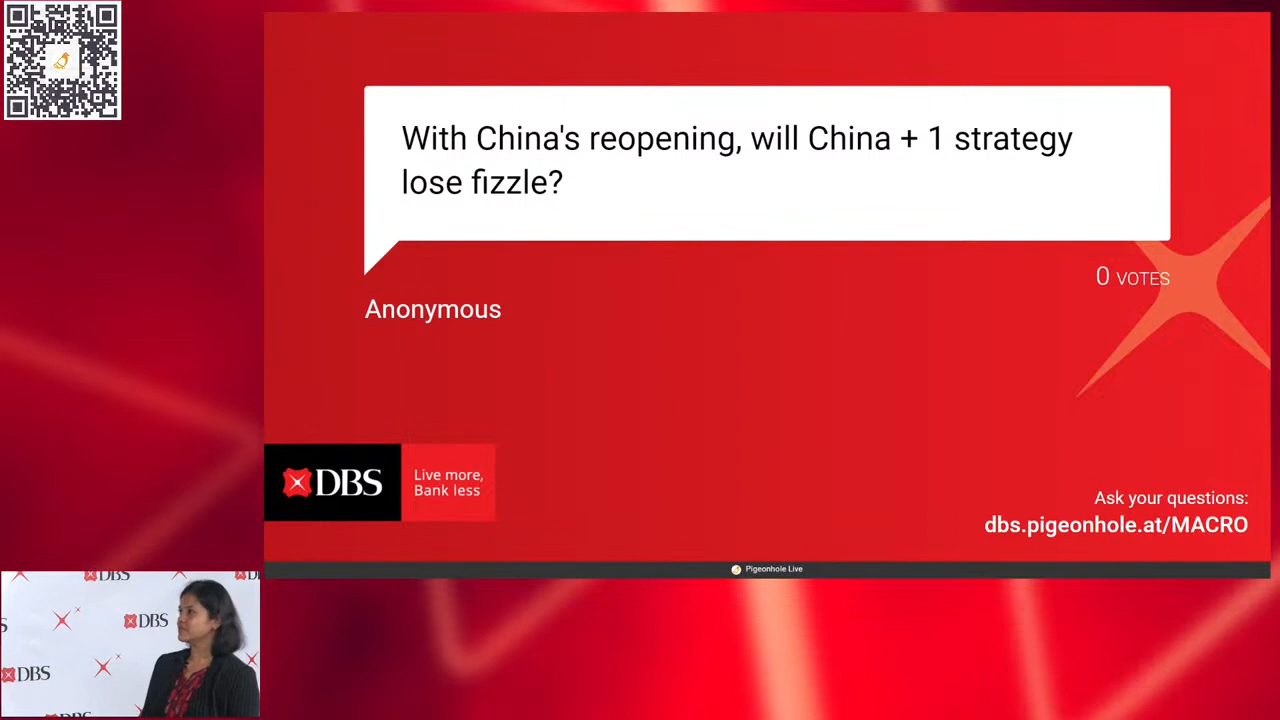 With China's reopening, will China + 1 strategy
lose fizzle?
0 VOTES
Anonymous
DBS
Live more,
Bank less
Ask your questions:
dbs.pigeonhole.at/MACRO
Pigeonhole Live
DBS
DBS
DBS